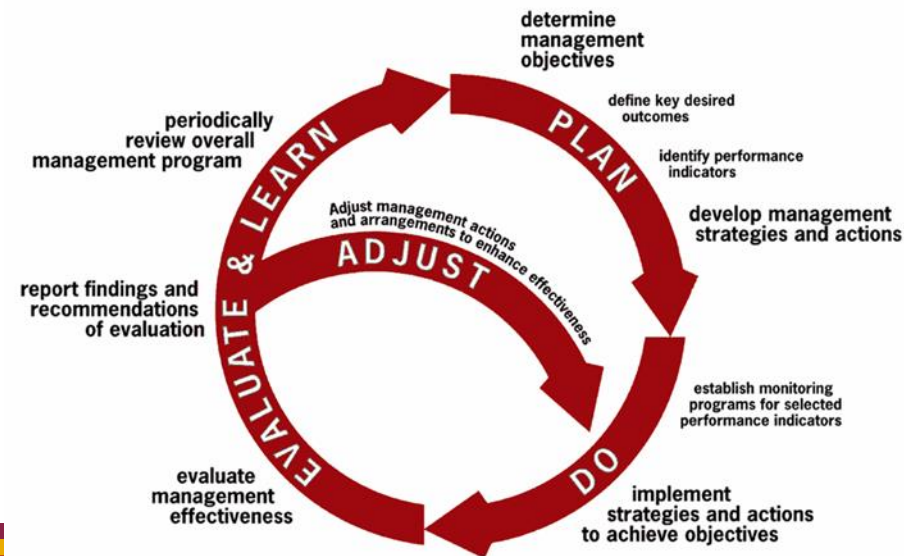 determine
management
objectives
define key desired
outcomes
PLAN
identify performance
indicators
develop management
strategies and actions
establish monitoring
programs for selected
performance indicators
DO
implement
strategies and actions
to achieve objectives
evaluate
management
effectiveness
EVALUATE & LEARN
report findings and
recommendations
of evaluation
periodically
review overall
management program
Adjust management actions
and arrangements to enhance effectiveness
ADJUST